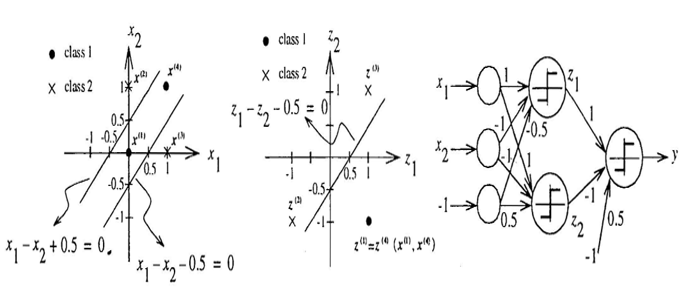 x₂
class 1
class 2
x⁽²⁾
x⁽⁴⁾
1
0.5
x⁽¹⁾
x⁽³⁾
-1
-0.5
0.5
1
x₁
-0.5
-1
x₁-x₂+0.5 = 0.
x₁-x₂-0.5 = 0
z₂
class 1
class 2
z⁽³⁾
1
z₁-z₂-0.5 = 0
-1
0.5
1
z₁
-0.5
z⁽²⁾
-1
z⁽¹⁾=z⁽⁴⁾ (x⁽¹⁾, x⁽⁴⁾)
x₁
1
z₁
-1
-0.5
1
x₂
-1
1
y
-1
0.5
z₂
-1
0.5
-1